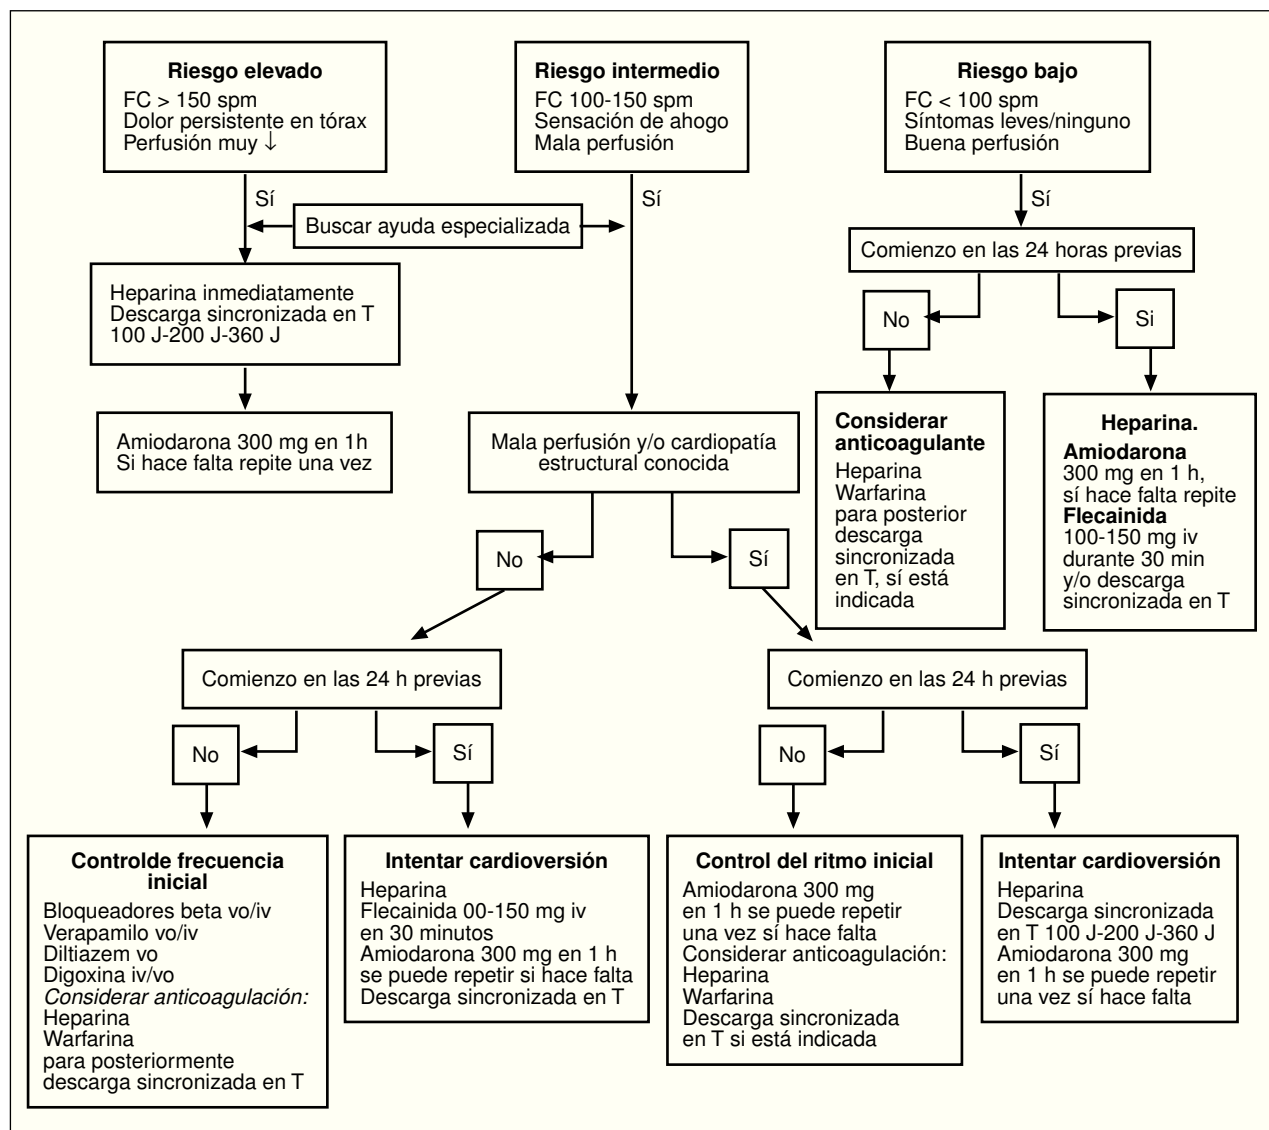 Riesgo elevado
FC > 150 spm
Dolor persistente en tórax
Perfusión muy ↓
Riesgo intermedio
FC 100-150 spm
Sensación de ahogo
Mala perfusión
Riesgo bajo
FC < 100 spm
Síntomas leves/ninguno
Buena perfusión
Sí
Sí
Sí
Buscar ayuda especializada
Comienzo en las 24 horas previas
Heparina inmediatamente
Descarga sincronizada en T
100 J-200 J-360 J
No
Si
Amiodarona 300 mg en 1h
Si hace falta repite una vez
Mala perfusión y/o cardiopatía
estructural conocida
Considerar
anticoagulante
Heparina
Warfarina
para posterior
descarga
sincronizada
en T, sí está
indicada
Heparina.
Amiodarona
300 mg en 1 h,
sí hace falta repite
Flecainida
100-150 mg iv
durante 30 min
y/o descarga
sincronizada en T
No
Sí
Comienzo en las 24 h previas
Comienzo en las 24 h previas
No
Sí
No
Sí
Controlde frecuencia
inicial
Bloqueadores beta vo/iv
Verapamilo vo/iv
Diltiazem vo
Digoxina iv/vo
Considerar anticoagulación:
Heparina
Warfarina
para posteriormente
descarga sincronizada en T
Intentar cardioversión
Heparina
Flecainida 00-150 mg iv
en 30 minutos
Amiodarona 300 mg en 1 h
se puede repetir si hace falta
Descarga sincronizada en T
Control del ritmo inicial
Amiodarona 300 mg
en 1 h se puede repetir
una vez sí hace falta
Considerar anticoagulación:
Heparina
Warfarina
Descarga sincronizada
en T si está indicada
Intentar cardioversión
Heparina
Descarga sincronizada
en T 100 J-200 J-360 J
Amiodarona 300 mg
en 1 h se puede repetir
una vez sí hace falta